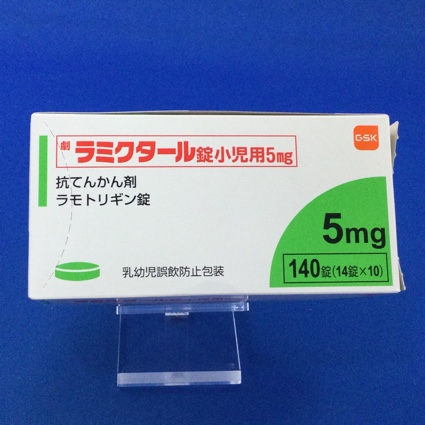 GSK
劇 ラミクタール錠小児用5mg
抗てんかん剤
ラモトリギン錠
5mg
乳幼児誤飲防止包装
140錠(14錠×10)